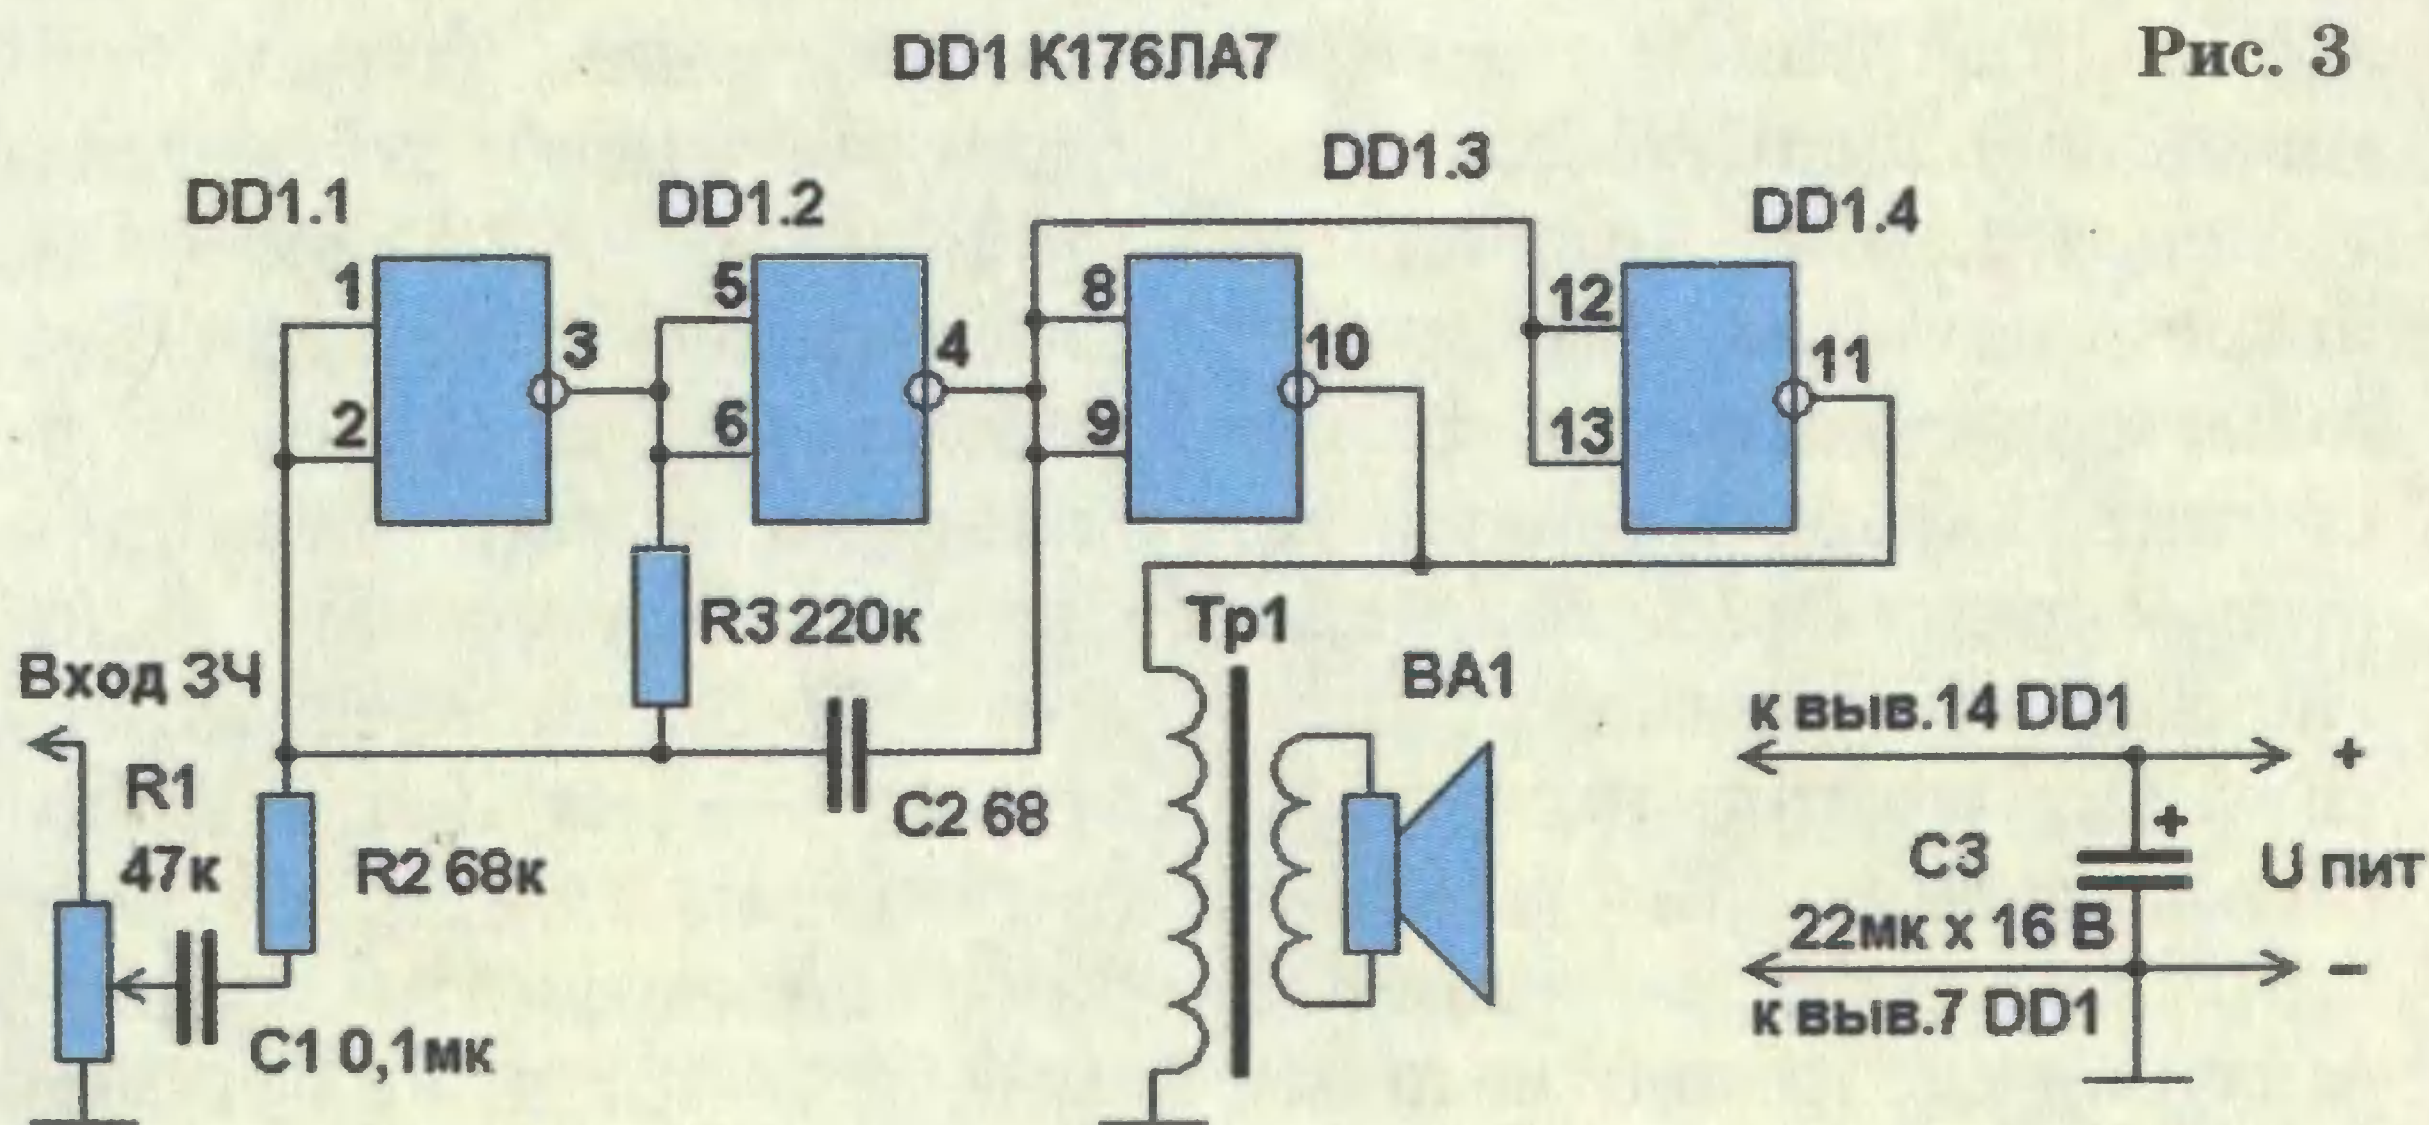 DD1 К176ЛА7
Рис. 3
DD1.1
DD1.2
DD1.3
DD1.4
1
2
3
5
6
4
8
9
10
12
13
11
R3 220к
Вход ЗЧ
R1
47к
R2 68к
C1 0,1мк
C2 68
Тр1
BA1
к выв.14 DD1
+
C3
+
U пит
22мк x 16 В
−
к выв.7 DD1